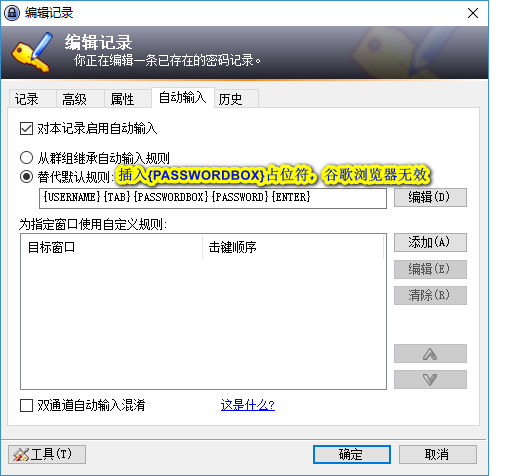 编辑记录
编辑记录
你正在编辑一条已存在的密码记录。
记录 高级 属性 自动输入 历史
对本记录启用自动输入
从群组继承自动输入规则
替代默认规则: 插入{PASSWORDBOX}占位符，谷歌浏览器无效
{USERNAME}{TAB}{PASSWORDBOX}{PASSWORD}{ENTER} 编辑(D)
为指定窗口使用自定义规则:
目标窗口 击键顺序 添加(A)
编辑(E)
清除(R)
双通道自动输入混淆 这是什么?
工具(T) 确定 取消